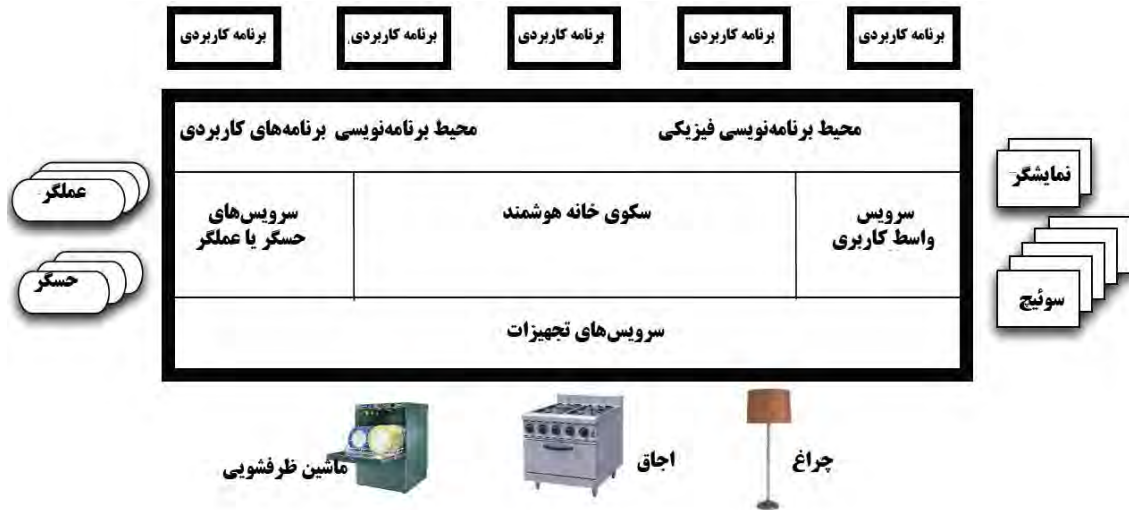 برنامه کاربردی
برنامه کاربردی
برنامه کاربردی
برنامه کاربردی.
برنامه کاربردی
محیط برنامه‌نویسی فیزیکی
محیط برنامه‌نویسی برنامه‌های کاربردی
نمایشگر
سوئیچ
سرویس
واسط کاربری
سکوی خانه هوشمند
سرویس‌های
حسگر یا عملگر
عملگر
حسگر
سرویس‌های تجهیزات
چراغ
اجاق
ماشین ظرفشویی